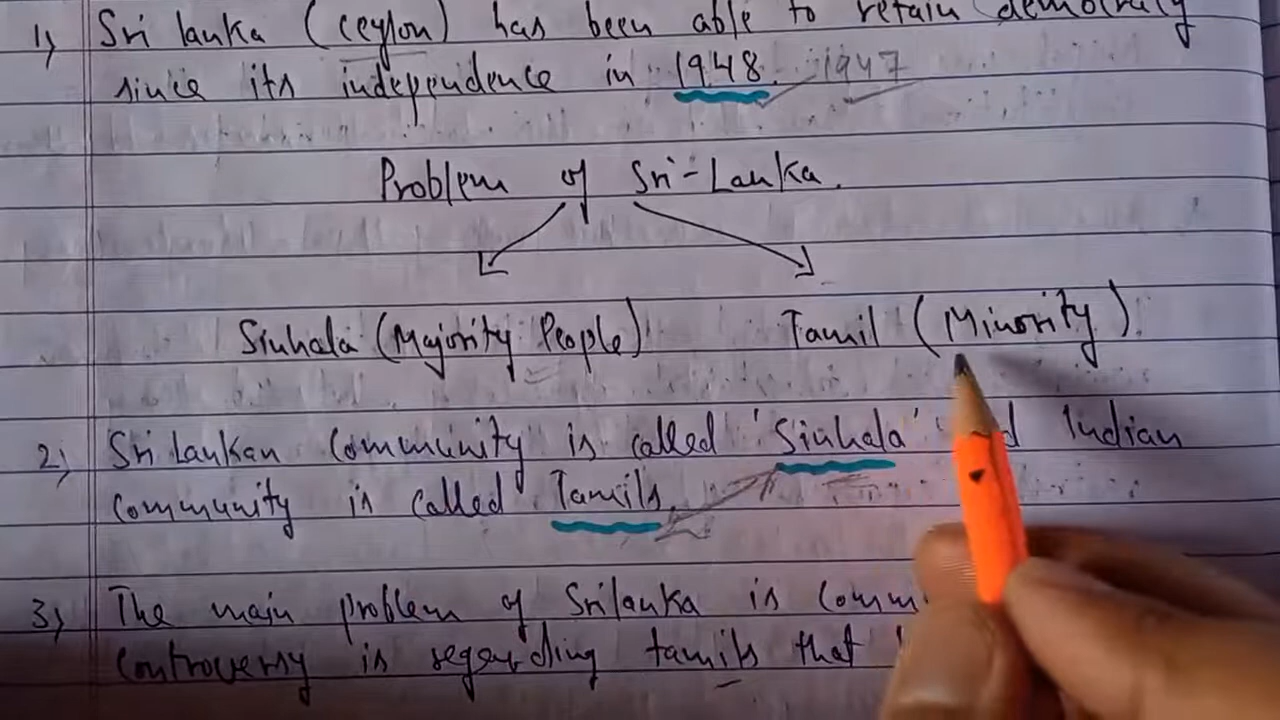 1) Sri lanka (ceylon) has been able to retain democracy
since its independence in 1948. 1947
Problem of Sri-Lanka.
Sinhala (Majority People) Tamil (Minority)
2) Sri Lankan Community is called 'Sinhala' Indian
community is called Tamils.
3) The main problem of Srilanka is
controversy is regarding tamils that